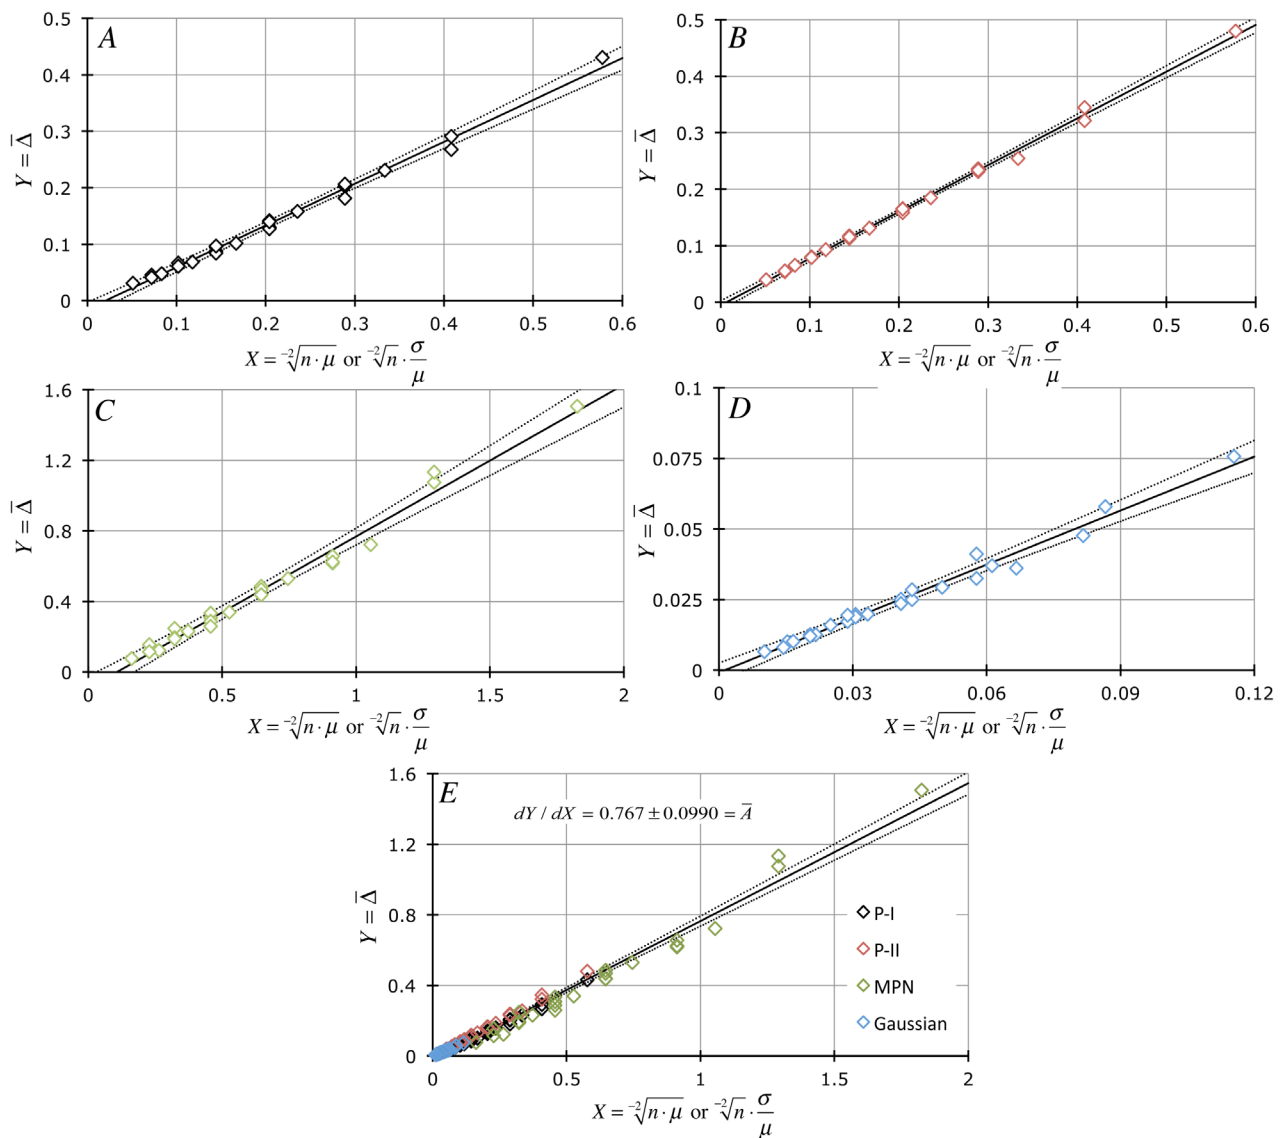 A
0.5
0.4
0.3
0.2
0.1
0
Y = Δ̅
0 0.1 0.2 0.3 0.4 0.5 0.6
X = ⁻²√(n · μ) or ⁻²√n · σ/μ
B
0.5
0.4
0.3
0.2
0.1
0
Y = Δ̅
0 0.1 0.2 0.3 0.4 0.5 0.6
X = ⁻²√(n · μ) or ⁻²√n · σ/μ
C
1.6
1.2
0.8
0.4
0
Y = Δ̅
0 0.5 1 1.5 2
X = ⁻²√(n · μ) or ⁻²√n · σ/μ
D
0.1
0.075
0.05
0.025
0
Y = Δ̅
0 0.03 0.06 0.09 0.12
X = ⁻²√(n · μ) or ⁻²√n · σ/μ
E
dY / dX = 0.767 ± 0.0990 = A̅
1.6
1.2
0.8
0.4
0
Y = Δ̅
P-I
P-II
MPN
Gaussian
0 0.5 1 1.5 2
X = ⁻²√(n · μ) or ⁻²√n · σ/μ